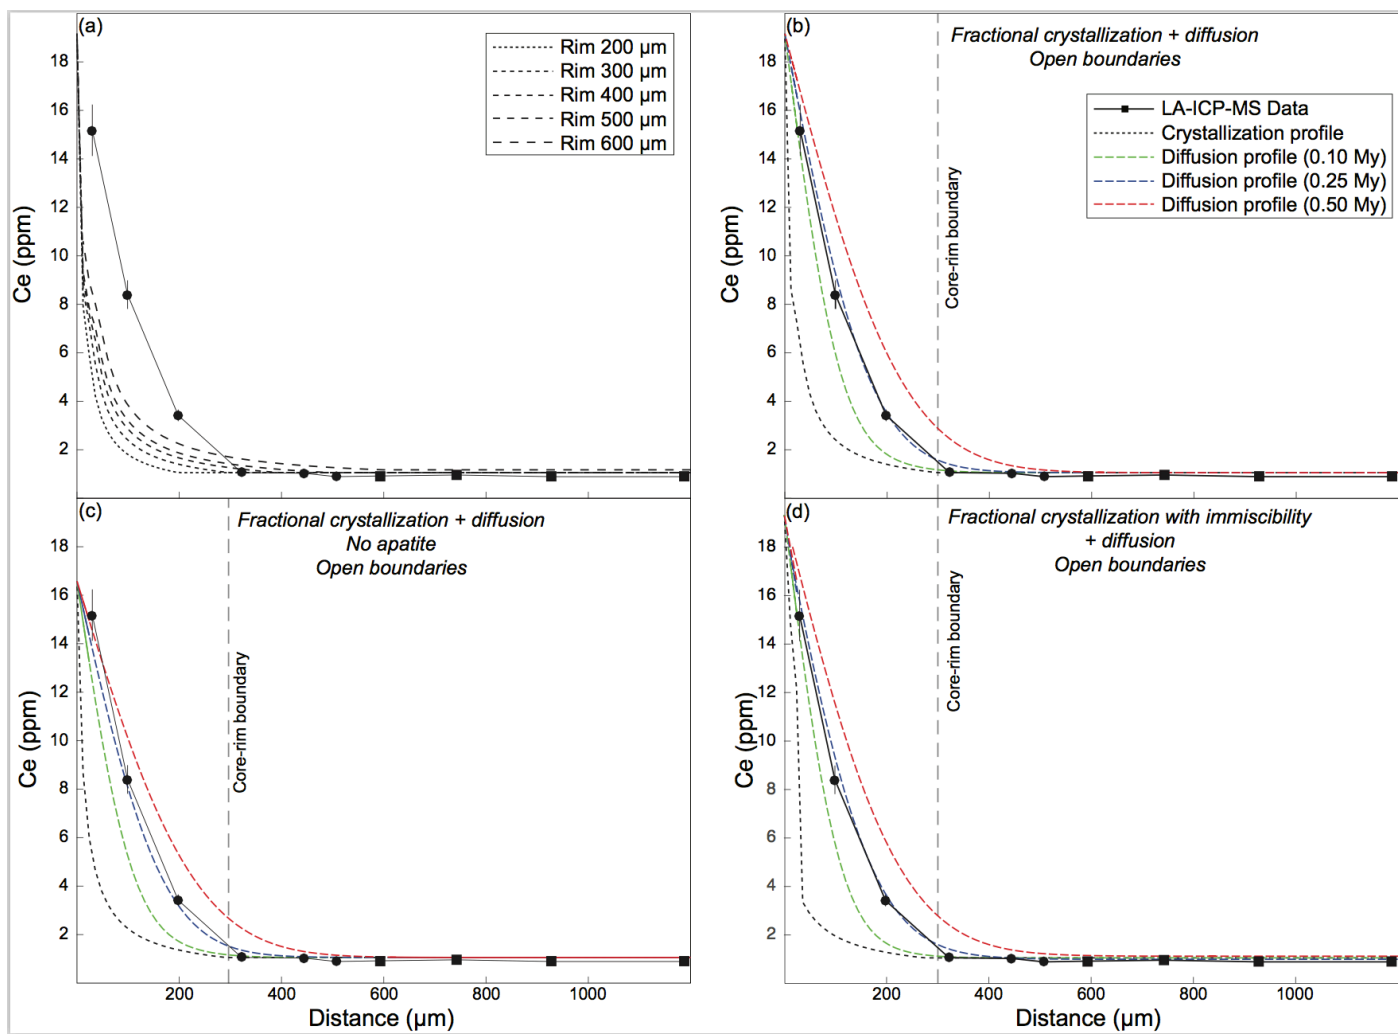 (a)
Rim 200 µm
Rim 300 µm
Rim 400 µm
Rim 500 µm
Rim 600 µm
18
16
14
12
10
8
6
4
2
Ce (ppm)
(b)
Fractional crystallization + diffusion
Open boundaries
LA-ICP-MS Data
Crystallization profile
Diffusion profile (0.10 My)
Diffusion profile (0.25 My)
Diffusion profile (0.50 My)
Core-rim boundary
18
16
14
12
10
8
6
4
2
Ce (ppm)
(c)
Fractional crystallization + diffusion
No apatite
Open boundaries
Core-rim boundary
18
16
14
12
10
8
6
4
2
Ce (ppm)
200
400
600
800
1000
Distance (µm)
(d)
Fractional crystallization with immiscibility
+ diffusion
Open boundaries
Core-rim boundary
18
16
14
12
10
8
6
4
2
Ce (ppm)
200
400
600
800
1000
Distance (µm)